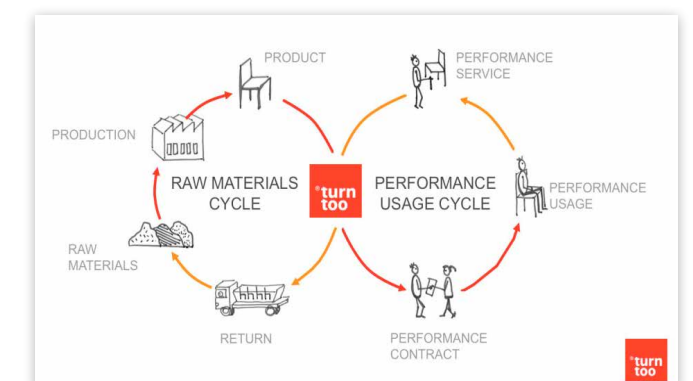 PRODUCT
PERFORMANCE
SERVICE
PRODUCTION
RAW MATERIALS
CYCLE
turn
too
PERFORMANCE
USAGE CYCLE
PERFORMANCE
USAGE
RAW
MATERIALS
RETURN
PERFORMANCE
CONTRACT
turn
too